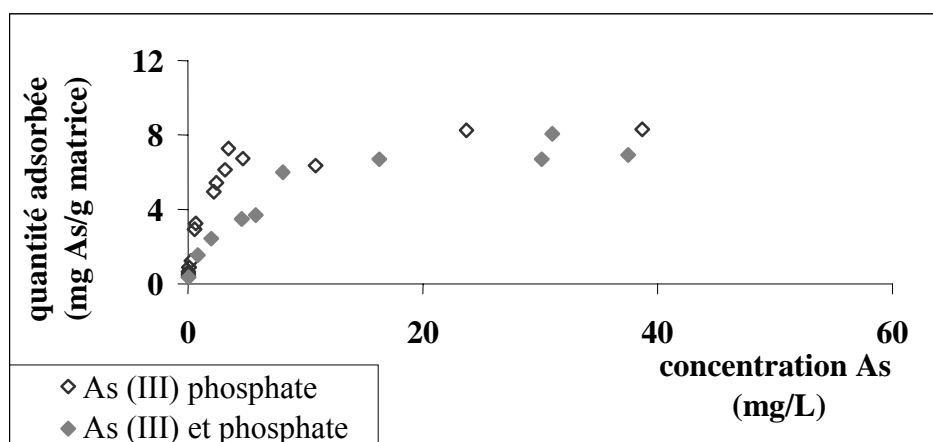 quantité adsorbée
(mg As/g matrice)
12
8
4
0
0
20
40
60
concentration As
(mg/L)
As (III) phosphate
As (III) et phosphate